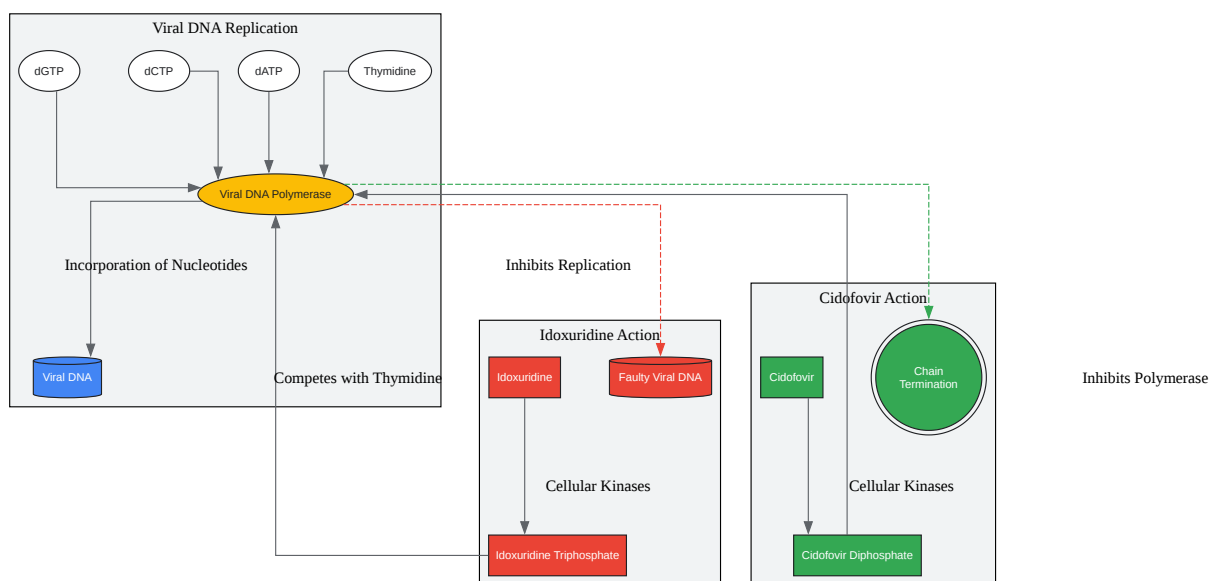 Viral DNA Replication
dGTP
dCTP
dATP
Thymidine
Viral DNA Polymerase
Incorporation of Nucleotides
Inhibits Replication
Cidofovir Action
Idoxuridine Action
Viral DNA
Competes with Thymidine
Idoxuridine
Faulty Viral DNA
Cidofovir
Chain
Termination
Inhibits Polymerase
Cellular Kinases
Cellular Kinases
Idoxuridine Triphosphate
Cidofovir Diphosphate